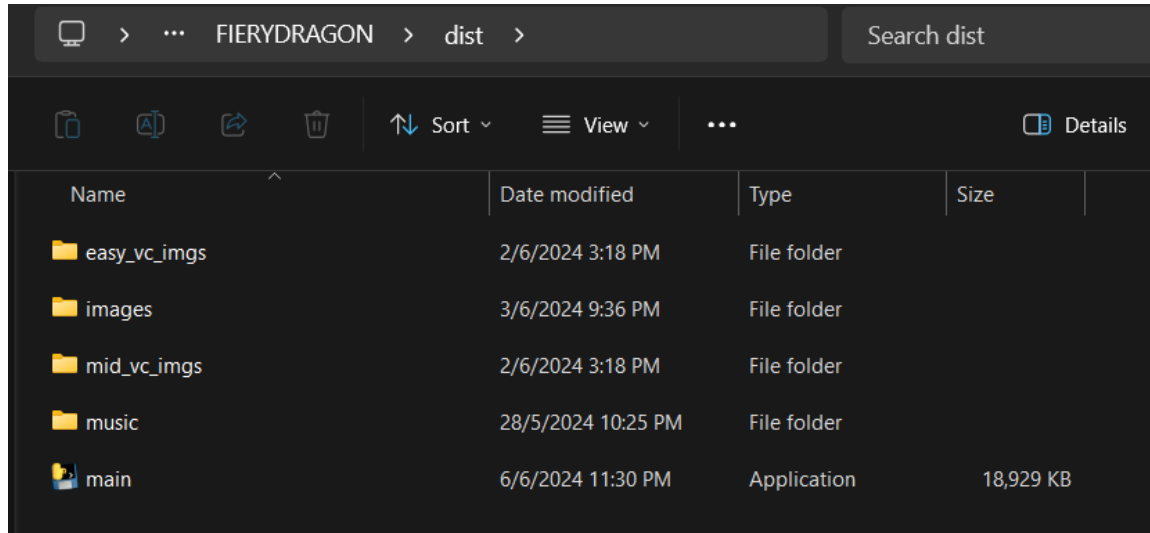 FIERYDRAGON > dist >
Search dist
Sort
View
Details
Name Date modified Type Size
easy_vc_imgs 2/6/2024 3:18 PM File folder
images 3/6/2024 9:36 PM File folder
mid_vc_imgs 2/6/2024 3:18 PM File folder
music 28/5/2024 10:25 PM File folder
main 6/6/2024 11:30 PM Application 18,929 KB